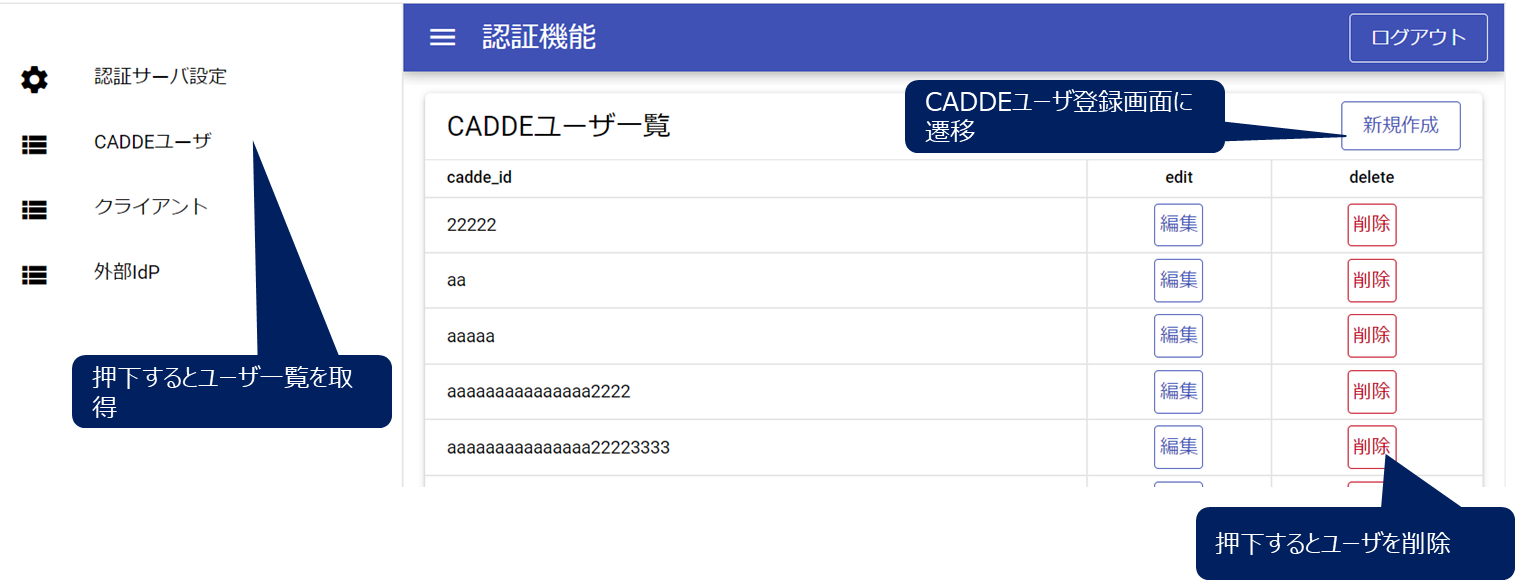 認証サーバ設定
CADDEユーザ
クライアント
外部IdP
押下するとユーザ一覧を取
得
認証機能
ログアウト
CADDEユーザ一覧
CADDEユーザ登録画面に
遷移
新規作成
cadde_id edit delete
22222 編集 削除
aa 編集 削除
aaaaa 編集 削除
aaaaaaaaaaaaaaa2222 編集 削除
aaaaaaaaaaaaaaa22223333 編集 削除
押下するとユーザを削除